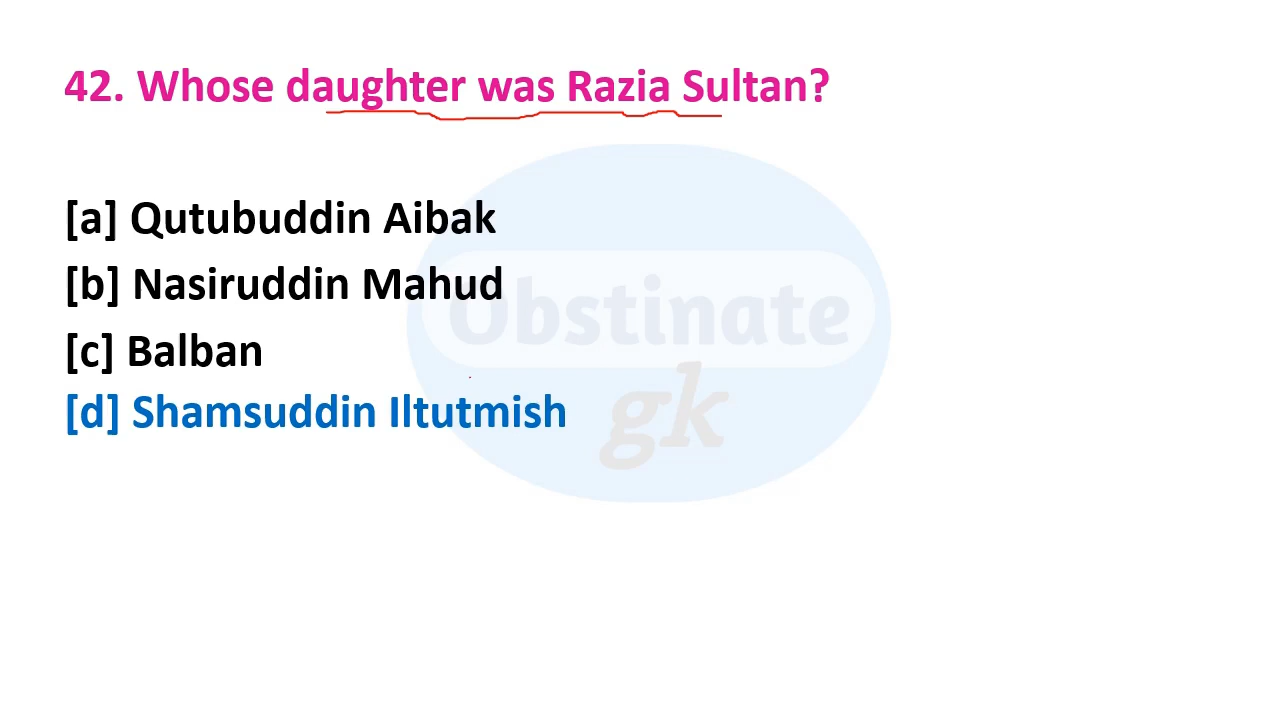 42. Whose daughter was Razia Sultan?
[a] Qutubuddin Aibak
[b] Nasiruddin Mahud
Obstinate
[c] Balban
gk
[d] Shamsuddin Iltutmish